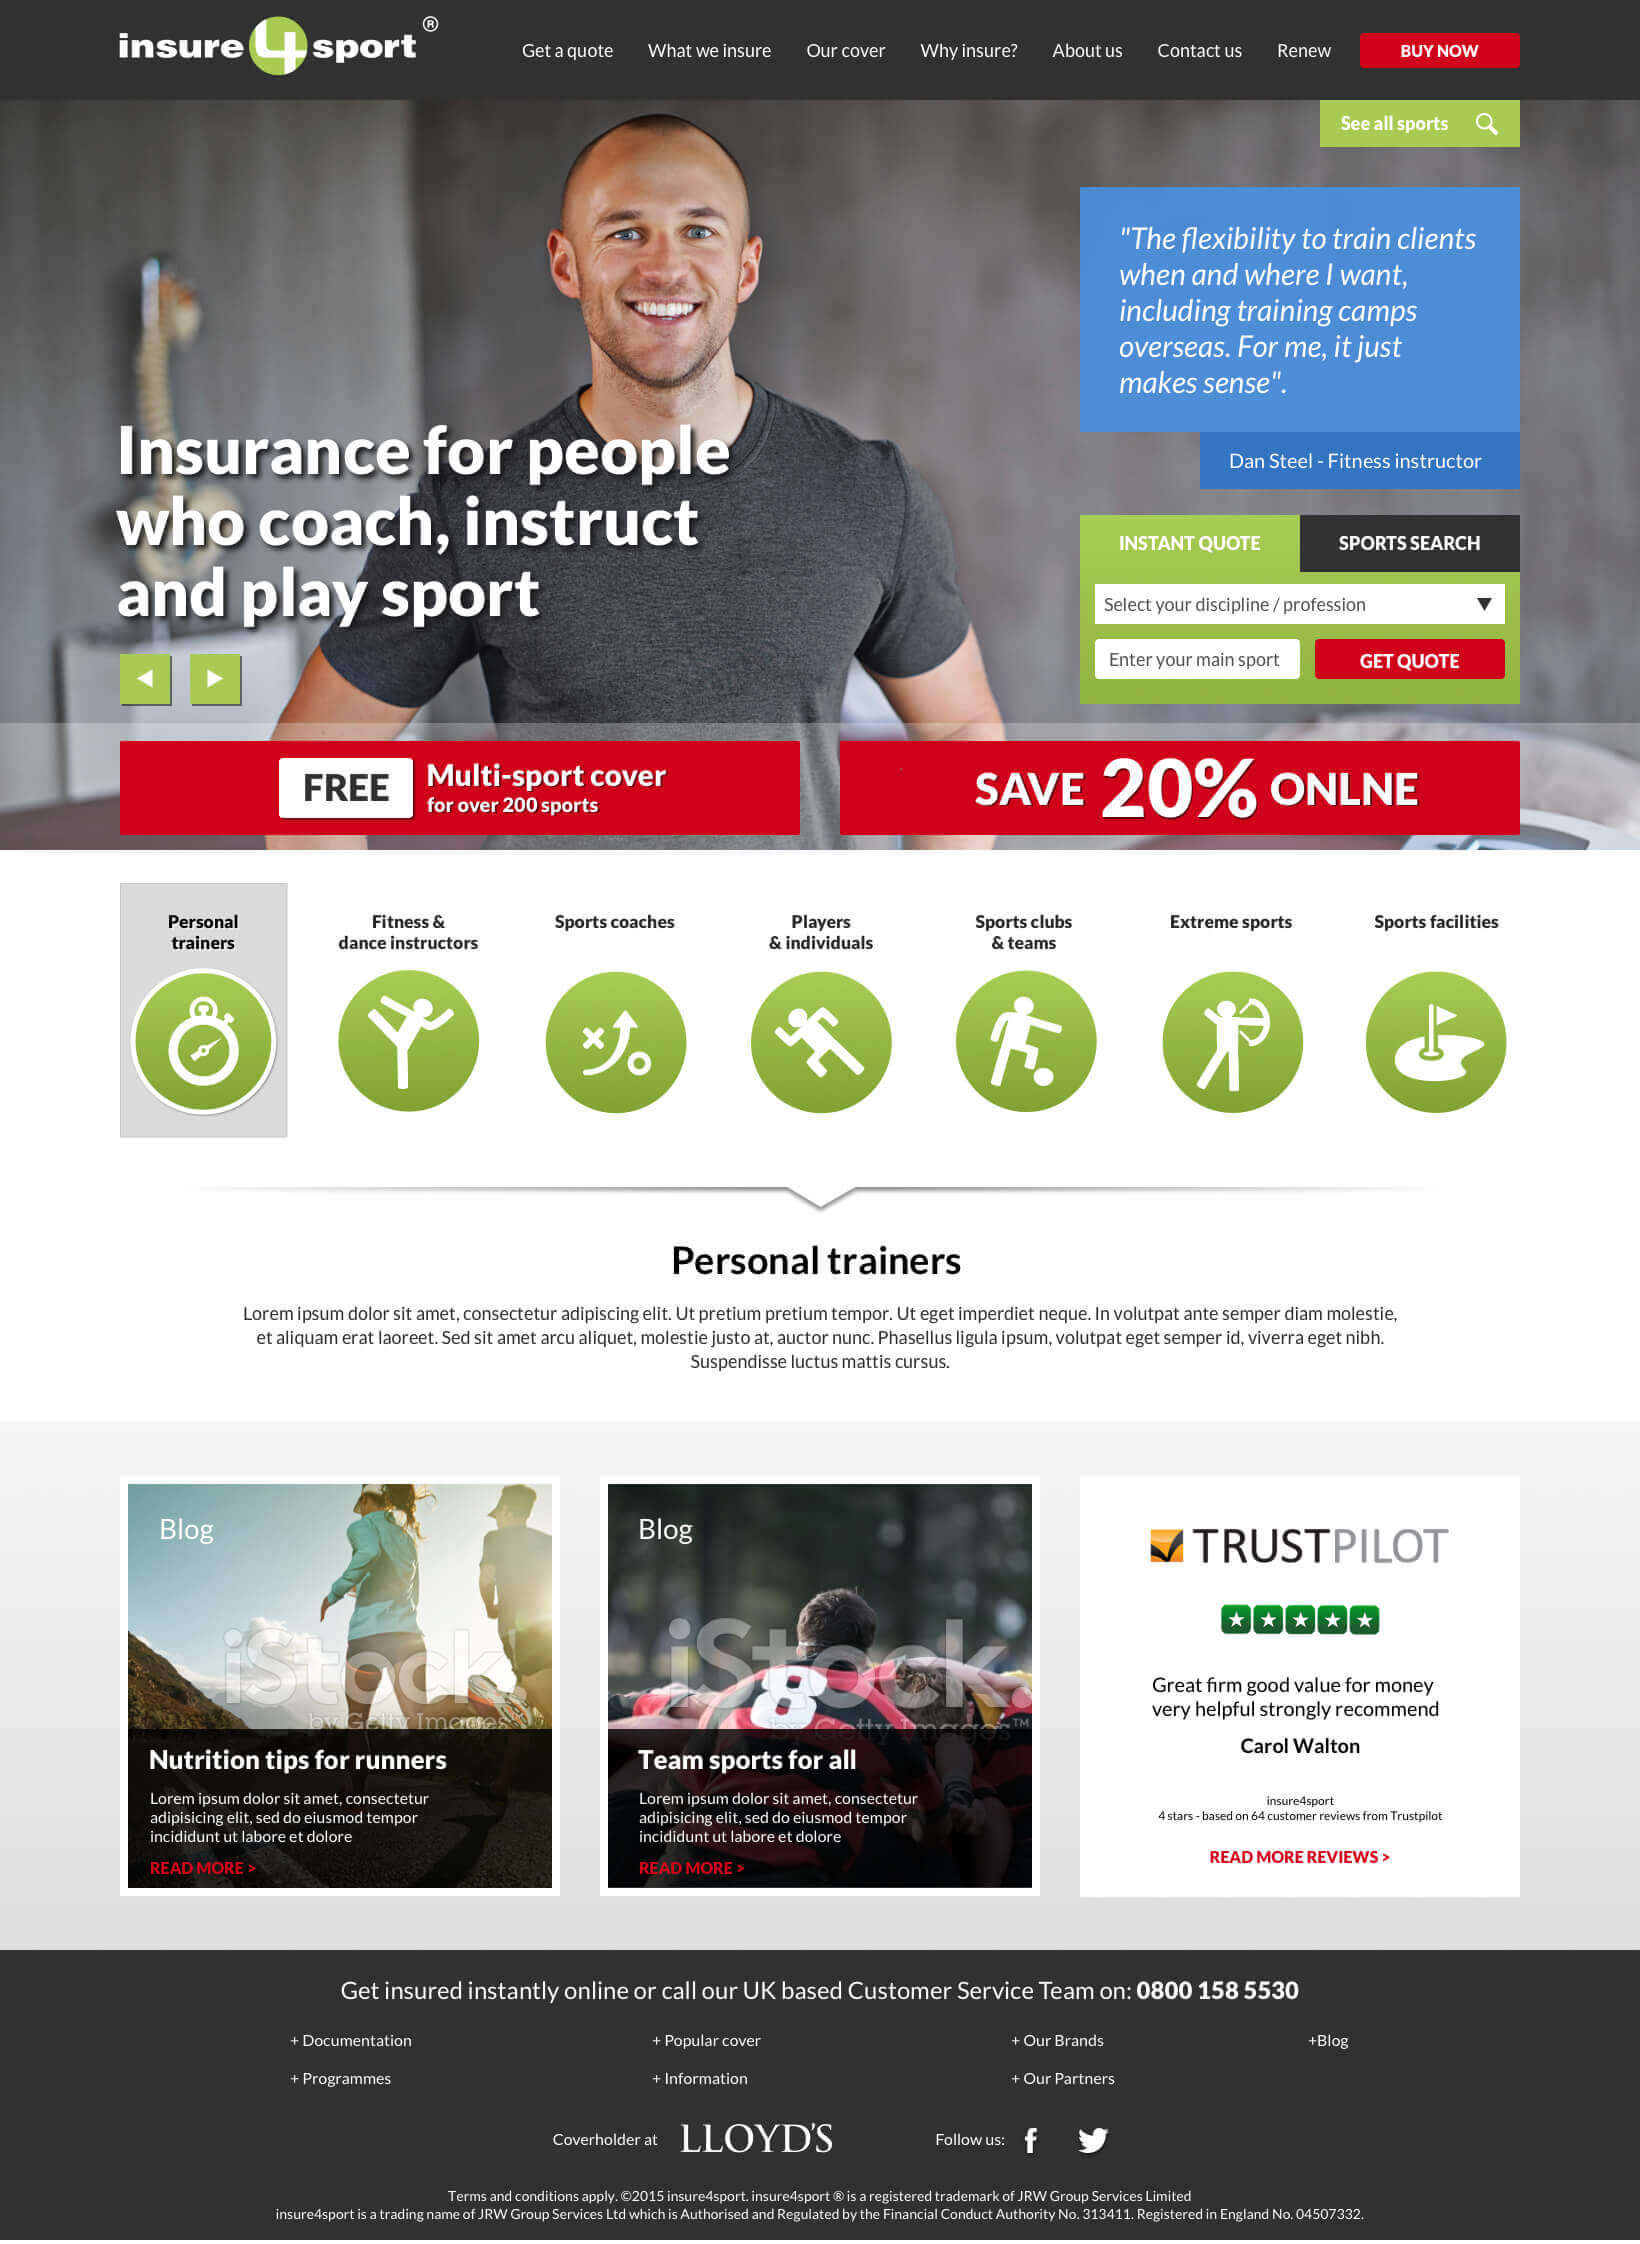 insure4sport®
Get a quote
What we insure
Our cover
Why insure?
About us
Contact us
Renew
BUY NOW
See all sports
"The flexibility to train clients
when and where I want,
including training camps
overseas. For me, it just
makes sense".
Dan Steel - Fitness instructor
Insurance for people
who coach, instruct
and play sport
INSTANT QUOTE
SPORTS SEARCH
Select your discipline / profession
Enter your main sport
GET QUOTE
FREE
Multi-sport cover
for over 200 sports
SAVE 20% ONLNE
Personal
trainers
Fitness &
dance instructors
Sports coaches
Players
& individuals
Sports clubs
& teams
Extreme sports
Sports facilities
Personal trainers
Lorem ipsum dolor sit amet, consectetur adipiscing elit. Ut pretium pretium tempor. Ut eget imperdiet neque. In volutpat ante semper diam molestie,
et aliquam erat laoreet. Sed sit amet arcu aliquet, molestie justo at, auctor nunc. Phasellus ligula ipsum, volutpat eget semper id, viverra eget nibh.
Suspendisse luctus mattis cursus.
Blog
iStock.
by Getty Images™
Nutrition tips for runners
Lorem ipsum dolor sit amet, consectetur
adipisicing elit, sed do eiusmod tempor
incididunt ut labore et dolore
READ MORE >
Blog
8
iStock.
by Getty Images™
Team sports for all
Lorem ipsum dolor sit amet, consectetur
adipisicing elit, sed do eiusmod tempor
incididunt ut labore et dolore
READ MORE >
TRUSTPILOT
Great firm good value for money
very helpful strongly recommend
Carol Walton
insure4sport
4 stars - based on 64 customer reviews from Trustpilot
READ MORE REVIEWS >
Get insured instantly online or call our UK based Customer Service Team on: 0800 158 5530
+ Documentation
+ Popular cover
+ Our Brands
+Blog
+ Programmes
+ Information
+ Our Partners
Coverholder at LLOYD'S
Follow us:
Terms and conditions apply. ©2015 insure4sport. insure4sport ® is a registered trademark of JRW Group Services Limited
insure4sport is a trading name of JRW Group Services Ltd which is Authorised and Regulated by the Financial Conduct Authority No. 313411. Registered in England No. 04507332.